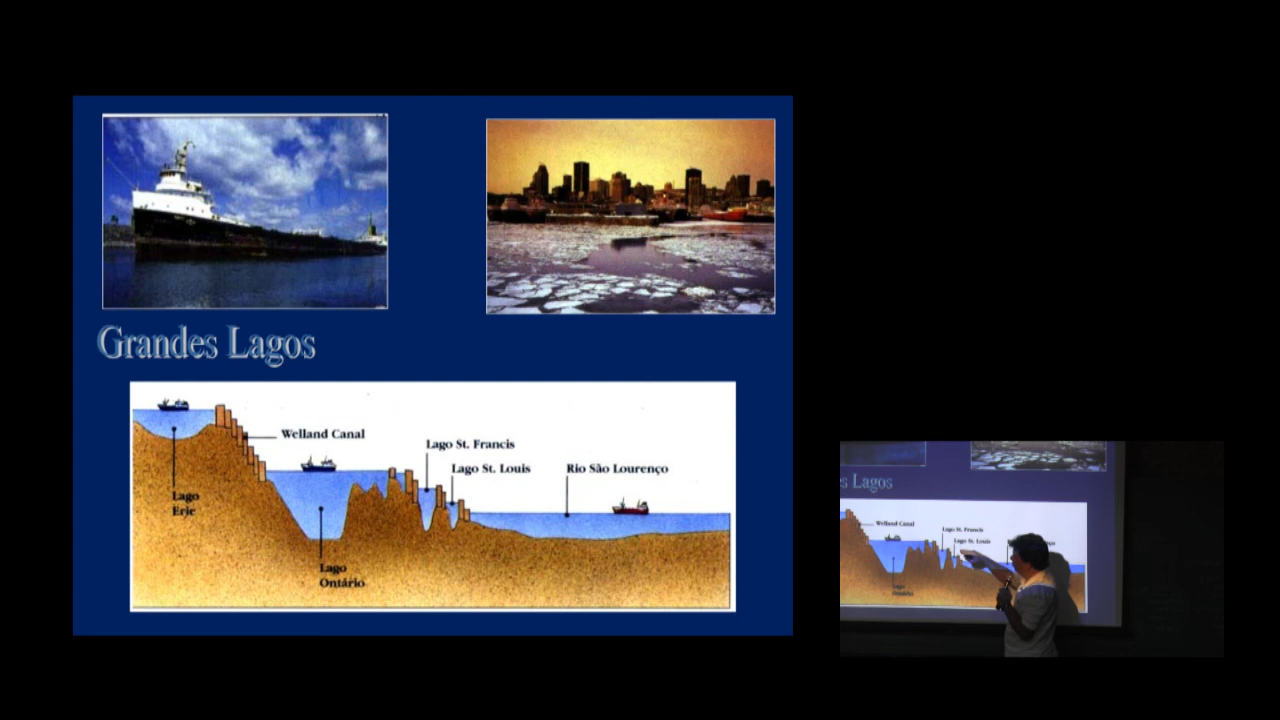 Grandes Lagos
Welland Canal
Lago St. Francis
Lago St. Louis
Rio São Lourenço
Lago
Erie
Lago
Ontário
s Lagos
Welland Canal
Lago St. Francis
Lago St. Louis
Lago